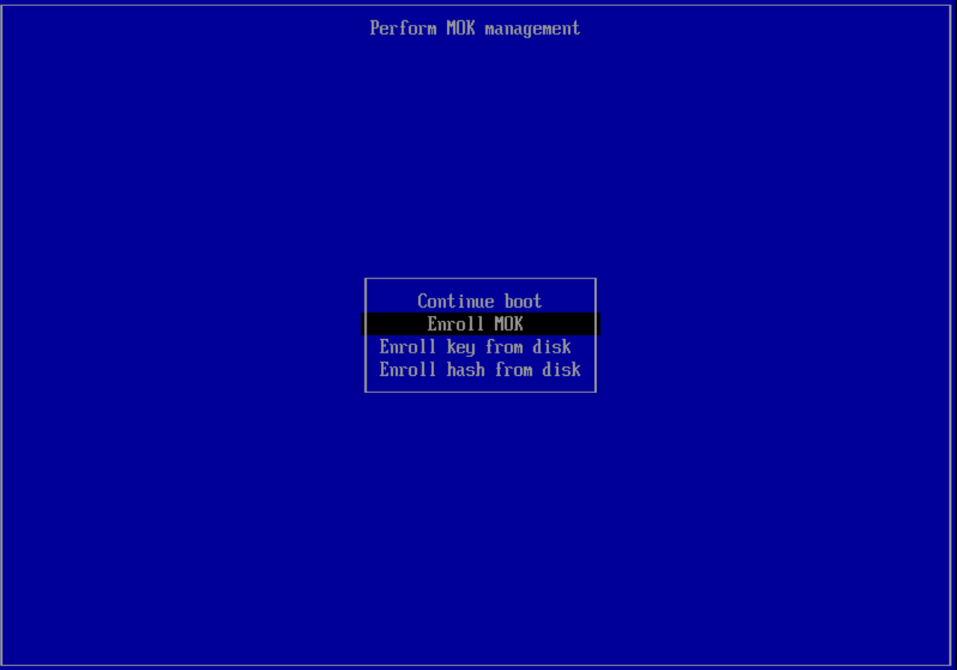 Perform MOK management
Continue boot
Enroll MOK
Enroll key from disk
Enroll hash from disk